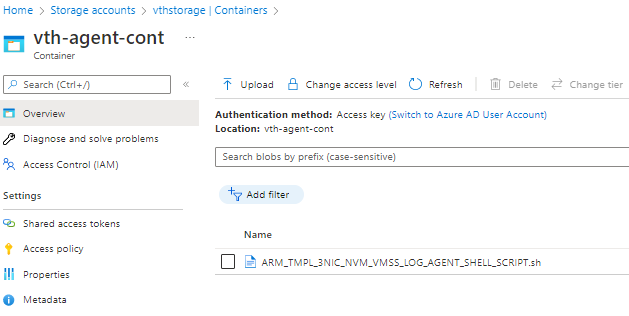 Home > Storage accounts > vthstorage | Containers >
vth-agent-cont ...
Container
Search (Ctrl+/) «
Upload Change access level Refresh Delete Change tier
Overview
Diagnose and solve problems
Access Control (IAM)
Settings
Shared access tokens
Access policy
Properties
Metadata
Authentication method: Access key (Switch to Azure AD User Account)
Location: vth-agent-cont
Search blobs by prefix (case-sensitive)
Add filter
Name
ARM_TMPL_3NIC_NVM_VMSS_LOG_AGENT_SHELL_SCRIPT.sh